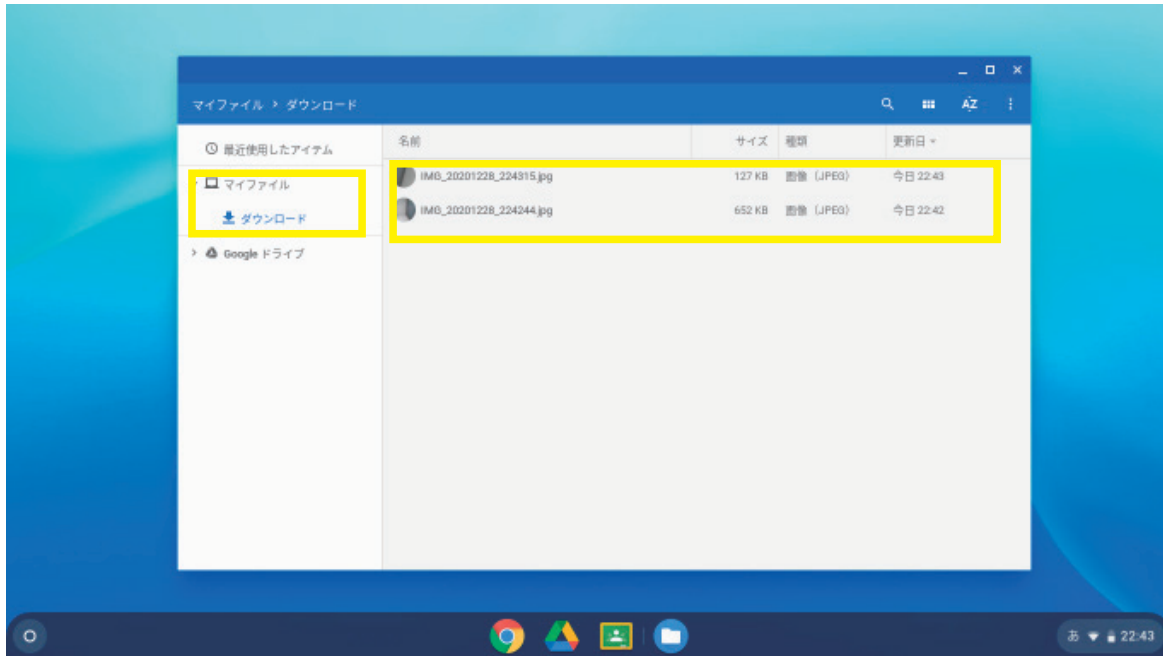 マイファイル > ダウンロード
AZ
最近使用したアイテム
マイファイル
ダウンロード
Google ドライブ
名前 サイズ 種類 更新日
IMG_20201228_224315.jpg 127 KB 画像 (JPEG) 今日 22:43
IMG_20201228_224244.jpg 652 KB 画像 (JPEG) 今日 22:42
あ 22:43